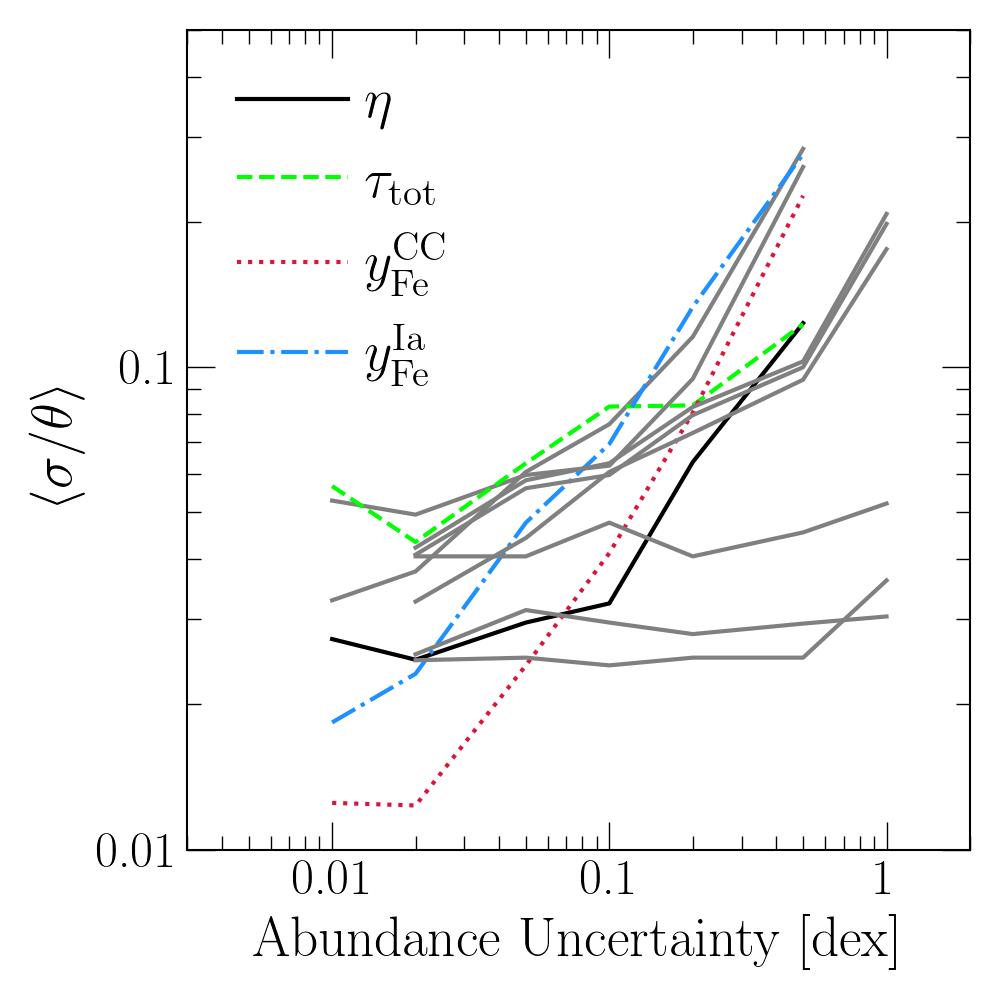 η
τ_tot
y_Fe^CC
y_Fe^Ia
0.1
0.01
⟨σ/θ⟩
0.01 0.1 1
Abundance Uncertainty [dex]